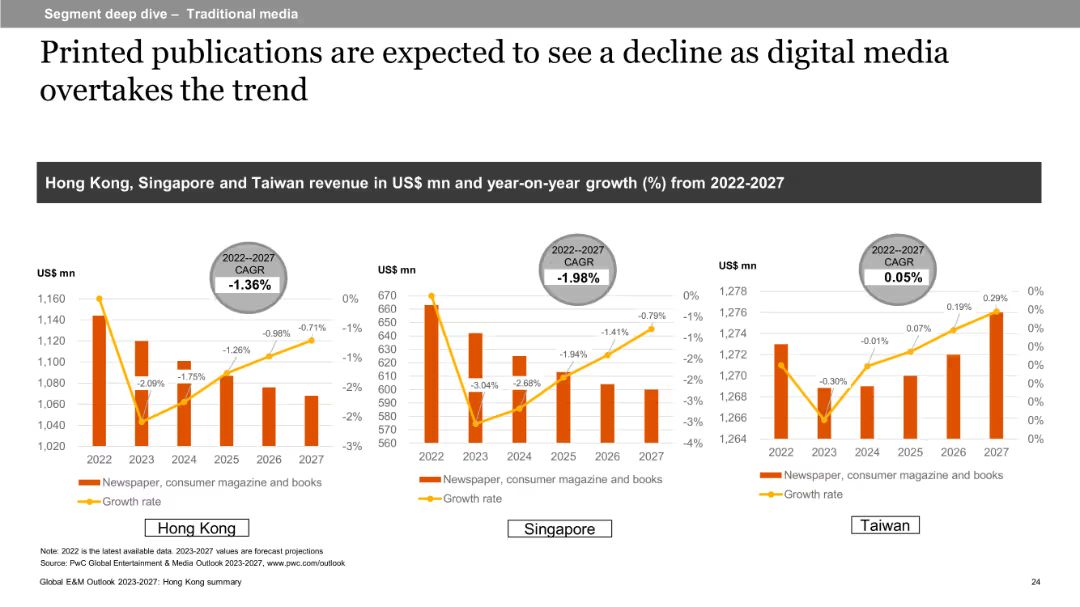 Segment deep dive – Traditional media
Printed publications are expected to see a decline as digital media
overtakes the trend
Hong Kong, Singapore and Taiwan revenue in US$ mn and year-on-year growth (%) from 2022-2027
US$ mn
2022--2027
CAGR
-1.36%
1,160
1,140
1,120
1,100
1,080
1,060
1,040
1,020
0%
-1%
-1%
-2%
-2%
-3%
-2.09%
-1.75%
-1.26%
-0.98%
-0.71%
2022 2023 2024 2025 2026 2027
Newspaper, consumer magazine and books
Growth rate
Hong Kong
US$ mn
2022--2027
CAGR
-1.98%
670
660
650
640
630
620
610
600
590
580
570
560
0%
-1%
-1%
-2%
-2%
-3%
-3%
-4%
-3.04%
-2.68%
-1.94%
-1.41%
-0.79%
2022 2023 2024 2025 2026 2027
Newspaper, consumer magazine and books
Growth rate
Singapore
US$ mn
2022--2027
CAGR
0.05%
1,278
1,276
1,274
1,272
1,270
1,268
1,266
1,264
0%
0%
0%
0%
0%
0%
0%
0%
0%
-0.30%
-0.01%
0.07%
0.19%
0.29%
2022 2023 2024 2025 2026 2027
Newspaper, consumer magazine and books
Growth rate
Taiwan
Note: 2022 is the latest available data. 2023-2027 values are forecast projections
Source: PwC Global Entertainment & Media Outlook 2023-2027, www.pwc.com/outlook
Global E&M Outlook 2023-2027: Hong Kong summary
24